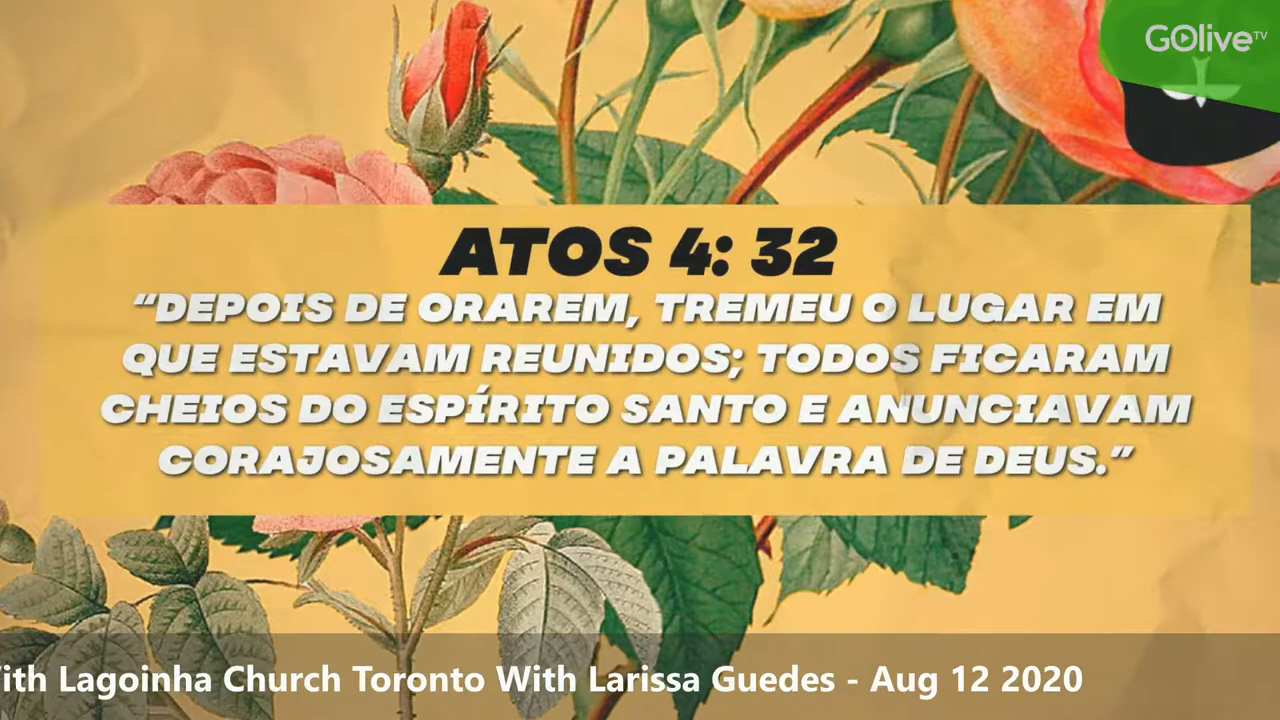 GOliveTV
ATOS 4: 32
“DEPOIS DE ORAREM, TREMEU O LUGAR EM
QUE ESTAVAM REUNIDOS; TODOS FICARAM
CHEIOS DO ESPÍRITO SANTO E ANUNCIAVAM
CORAJOSAMENTE A PALAVRA DE DEUS.”
ith Lagoinha Church Toronto With Larissa Guedes - Aug 12 2020